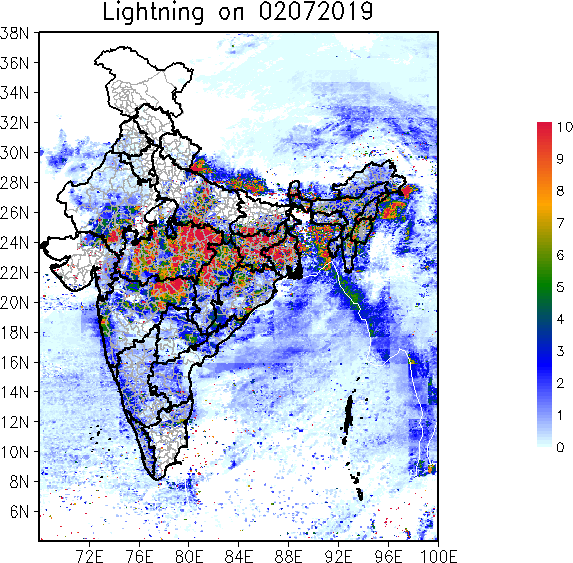 Lightning on 02072019
38N
36N
34N
32N
30N
28N
26N
24N
22N
20N
18N
16N
14N
12N
10N
8N
6N
72E 76E 80E 84E 88E 92E 96E 100E
10
9
8
7
6
5
4
3
2
1
0